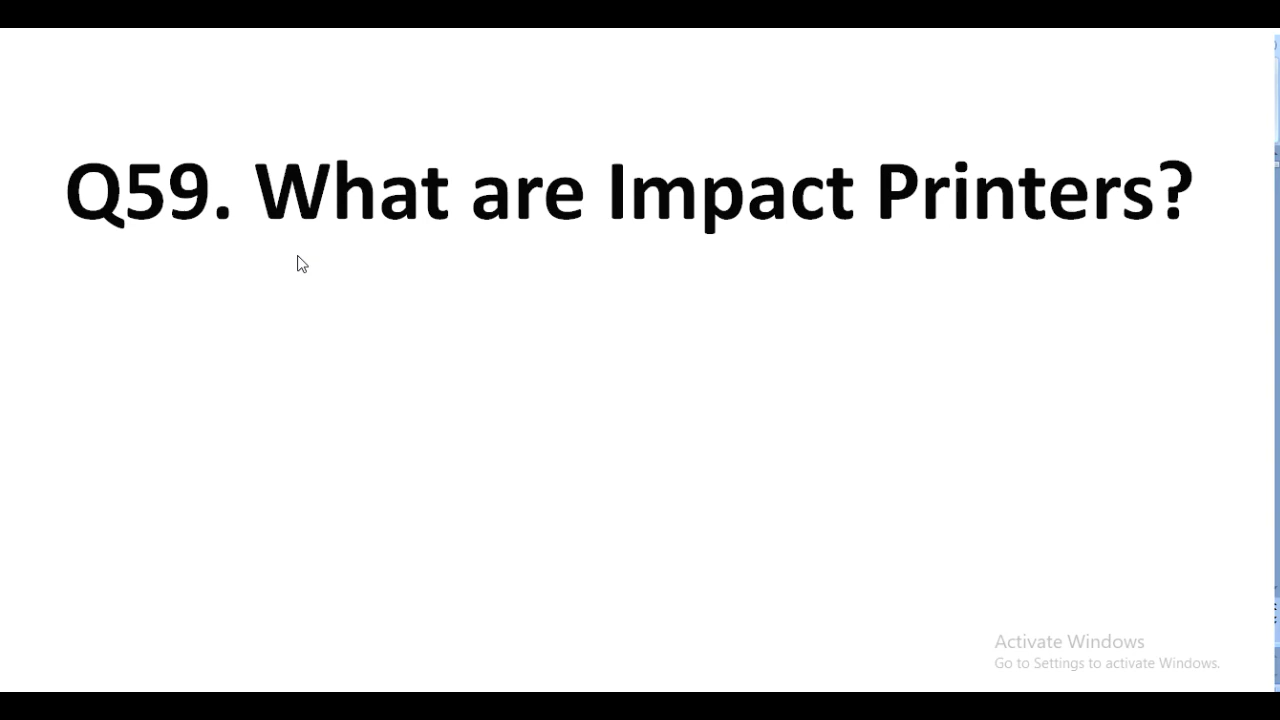 Q59. What are Impact Printers?
Activate Windows
Go to Settings to activate Windows.